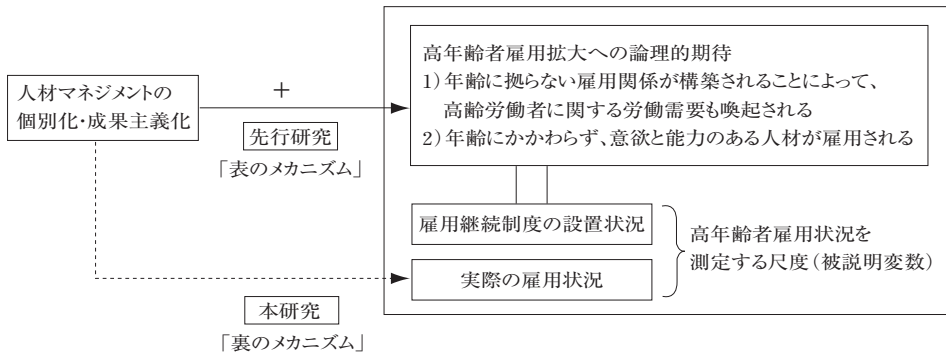 人材マネジメントの
個別化・成果主義化
+
先行研究
「表のメカニズム」
高年齢者雇用拡大への論理的期待
1)年齢に拠らない雇用関係が構築されることによって、
高齢労働者に関する労働需要も喚起される
2)年齢にかかわらず、意欲と能力のある人材が雇用される
雇用継続制度の設置状況
実際の雇用状況
高年齢者雇用状況を
測定する尺度(被説明変数)
本研究
「裏のメカニズム」